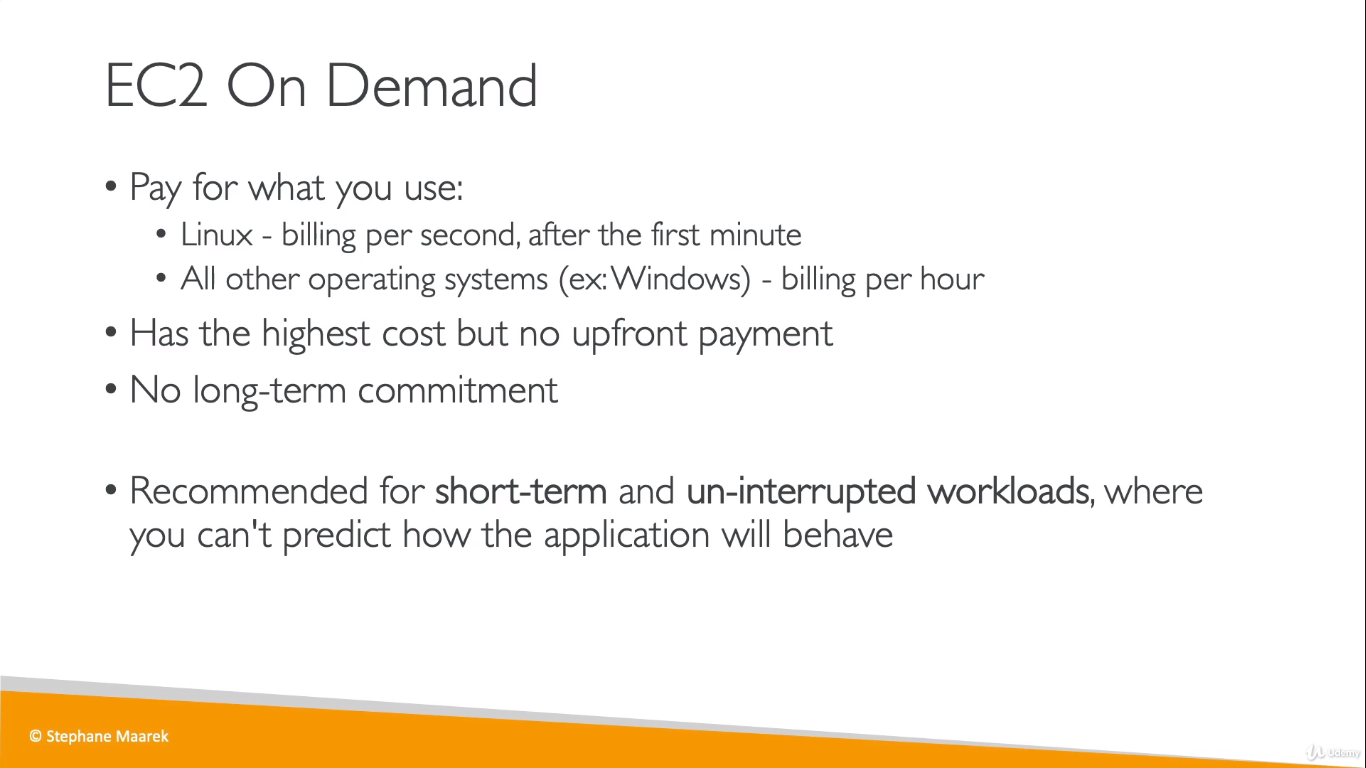 EC2 On Demand
• Pay for what you use:
• Linux - billing per second, after the first minute
• All other operating systems (ex: Windows) - billing per hour
• Has the highest cost but no upfront payment
• No long-term commitment
• Recommended for short-term and un-interrupted workloads, where
you can't predict how the application will behave
© Stephane Maarek
Udemy